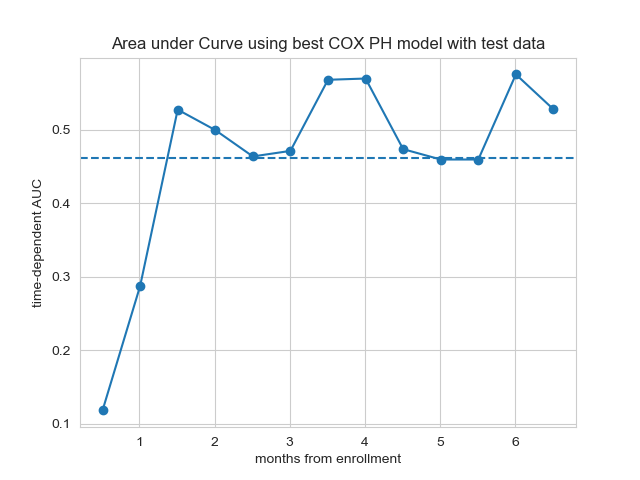 Area under Curve using best COX PH model with test data
time-dependent AUC
0.5
0.4
0.3
0.2
0.1
1 2 3 4 5 6
months from enrollment